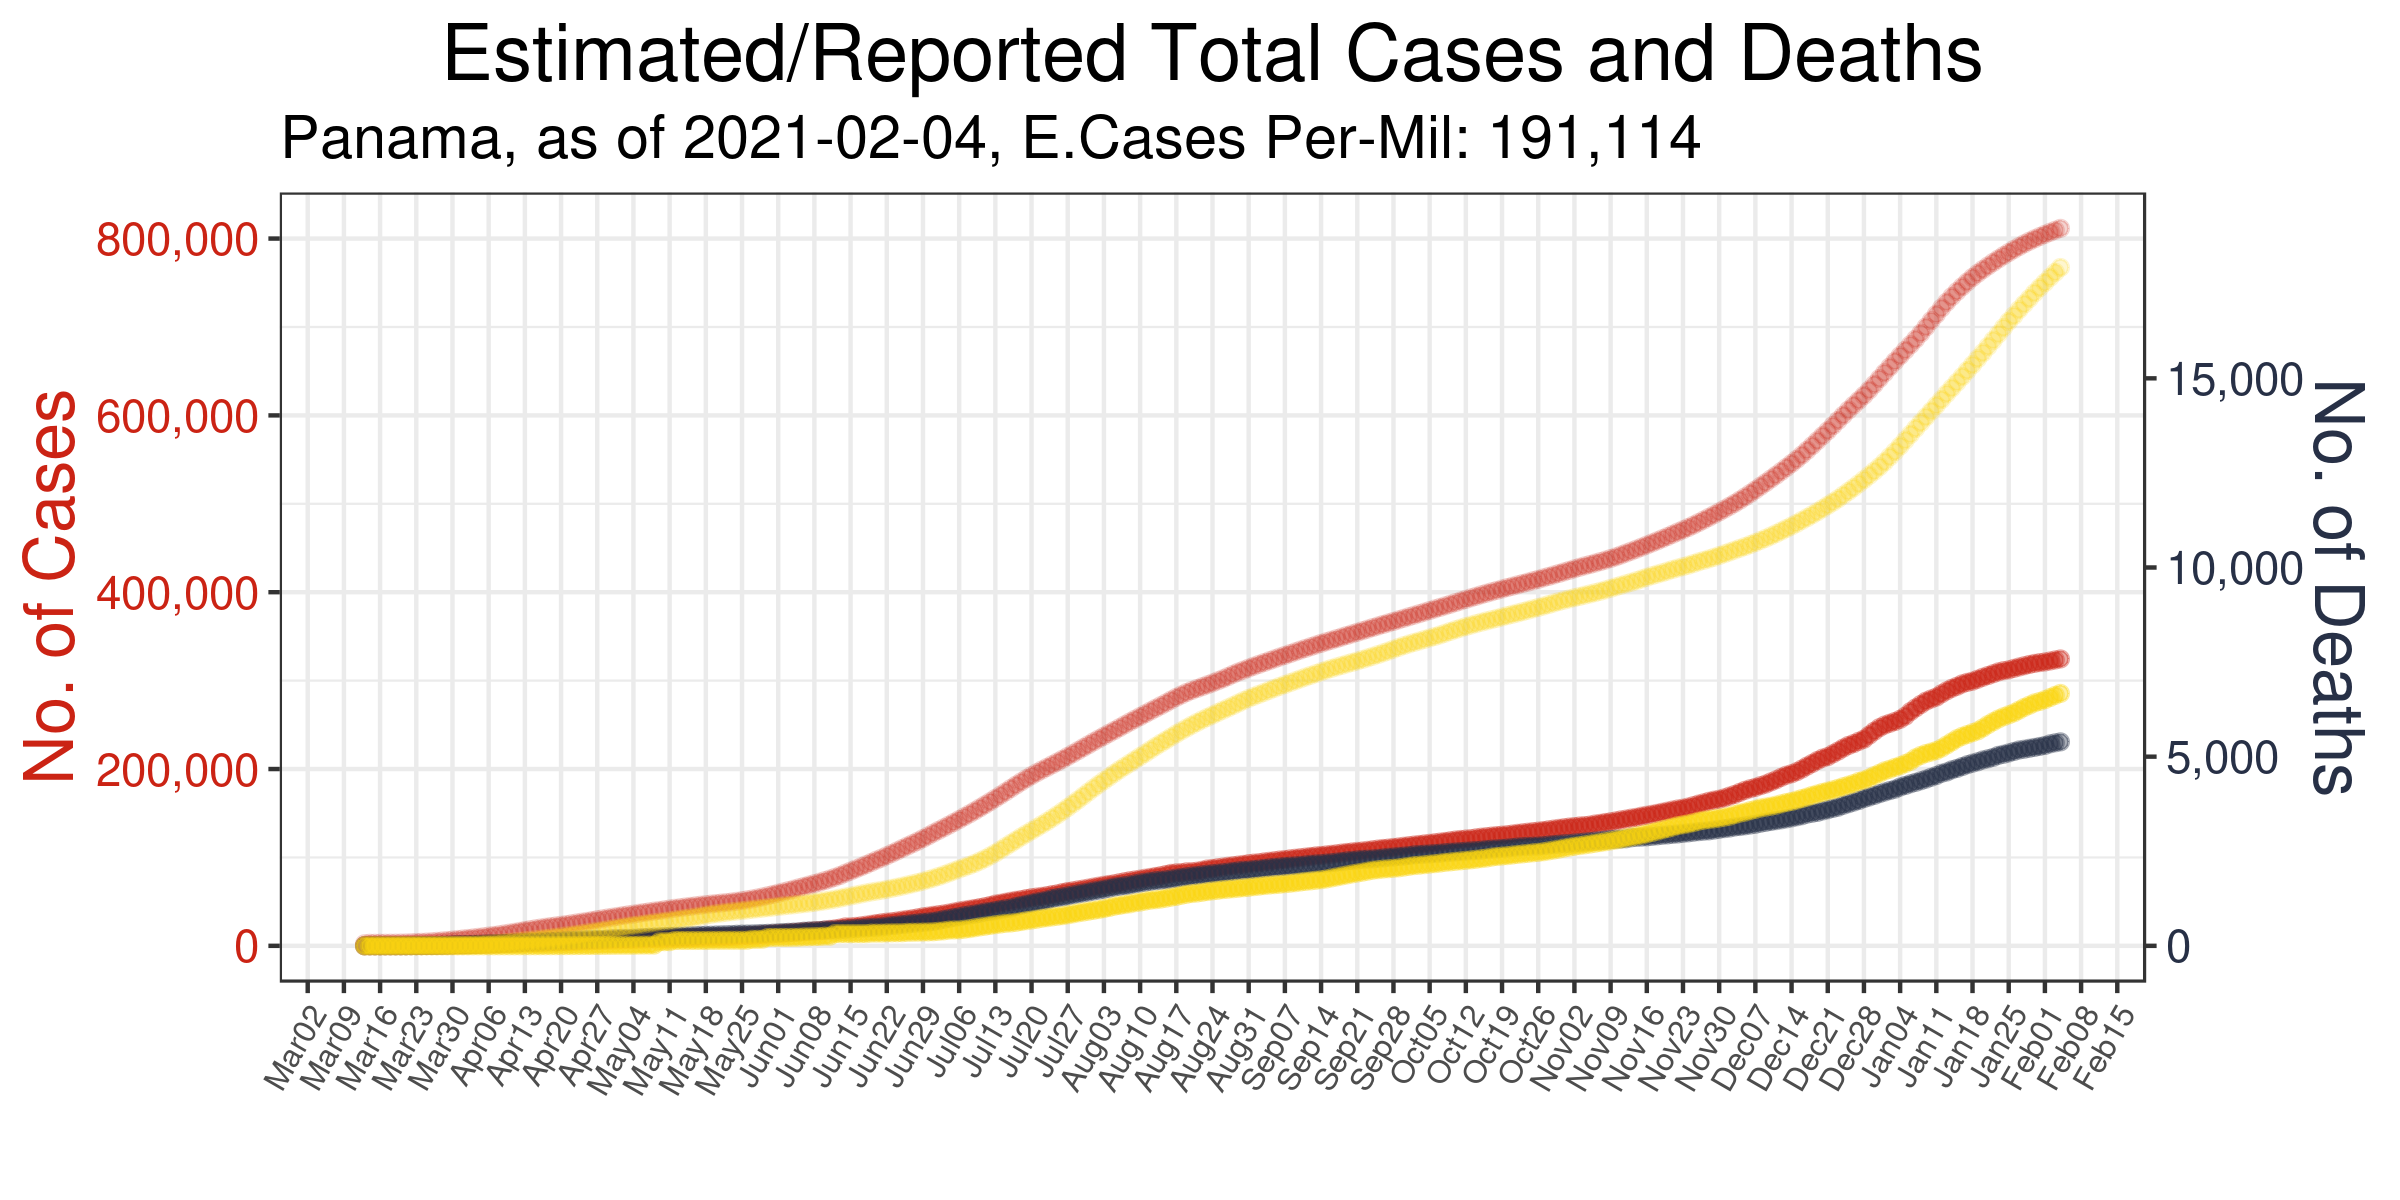 Estimated/Reported Total Cases and Deaths
Panama, as of 2021-02-04, E.Cases Per-Mil: 191,114
No. of Cases
800,000
600,000
400,000
200,000
0
15,000
10,000
5,000
0
No. of Deaths
Mar02
Mar09
Mar16
Mar23
Mar30
Apr06
Apr13
Apr20
Apr27
May04
May11
May18
May25
Jun01
Jun08
Jun15
Jun22
Jun29
Jul06
Jul13
Jul20
Jul27
Aug03
Aug10
Aug17
Aug24
Aug31
Sep07
Sep14
Sep21
Sep28
Oct05
Oct12
Oct19
Oct26
Nov02
Nov09
Nov16
Nov23
Nov30
Dec07
Dec14
Dec21
Dec28
Jan04
Jan11
Jan18
Jan25
Feb01
Feb08
Feb15